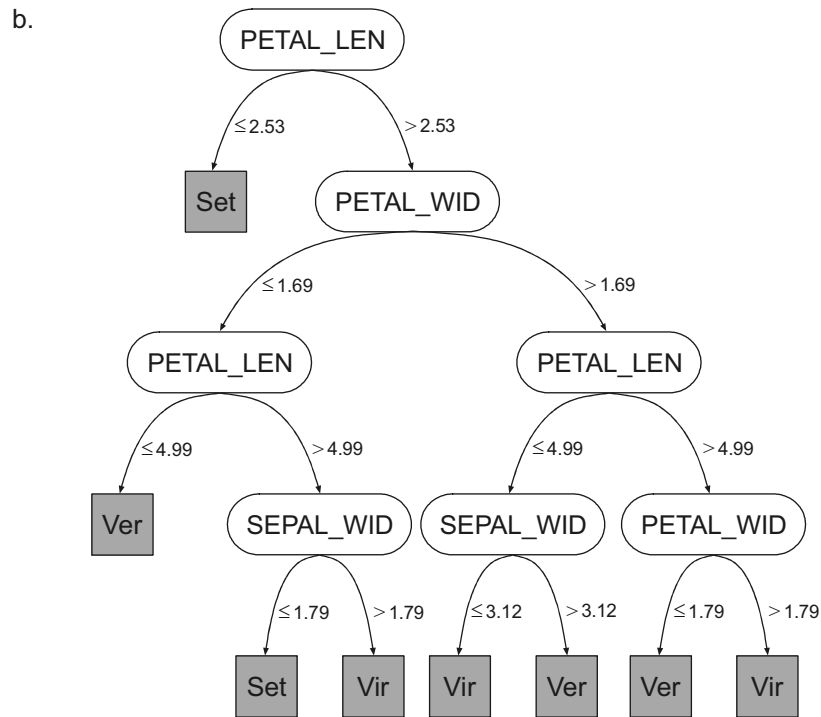 b.
PETAL_LEN
≤2.53 >2.53
Set PETAL_WID
≤1.69 >1.69
PETAL_LEN PETAL_LEN
≤4.99 >4.99 ≤4.99 >4.99
Ver SEPAL_WID SEPAL_WID PETAL_WID
≤1.79 >1.79 ≤3.12 >3.12 ≤1.79 >1.79
Set Vir Vir Ver Ver Vir